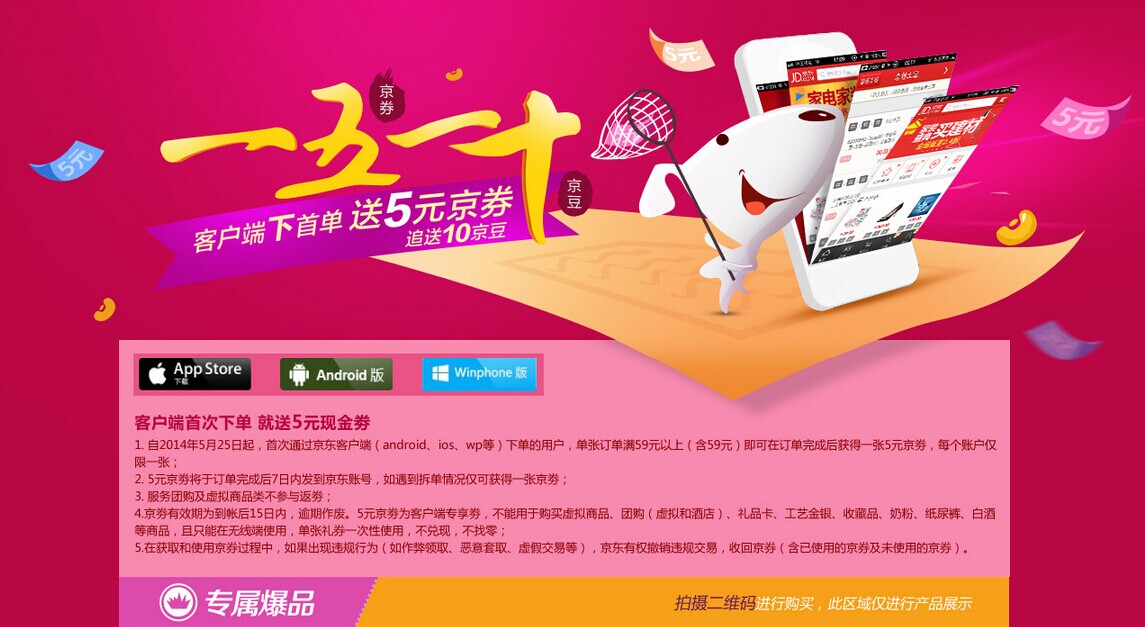 5元
一五一十
京券
京豆
5元
5元
客户端下首单 送5元京券
追送10京豆
JD.
家电家装
买建材
App Store
下载
Android 版
Winphone 版
客户端首次下单 就送5元现金券
1. 自2014年5月25日起，首次通过京东客户端（android、ios、wp等）下单的用户，单张订单满59元以上（含59元）即可在订单完成后获得一张5元京券，每个账户仅
限一张；
2. 5元京券将于订单完成后7日内发到京东账号，如遇到拆单情况仅可获得一张京券；
3. 服务团购及虚拟商品类不参与返券；
4.京券有效期为到帐后15日内，逾期作废。5元京券为客户端专享券，不能用于购买虚拟商品、团购（虚拟和酒店）、礼品卡、工艺金银、收藏品、奶粉、纸尿裤、白酒
等商品，且只能在无线端使用，单张礼券一次性使用，不兑现，不找零；
5.在获取和使用京券过程中，如果出现违规行为（如作弊领取、恶意套取、虚假交易等），京东有权撤销违规交易，收回京券（含已使用的京券及未使用的京券）。
专属爆品
拍摄二维码进行购买，此区域仅进行产品展示